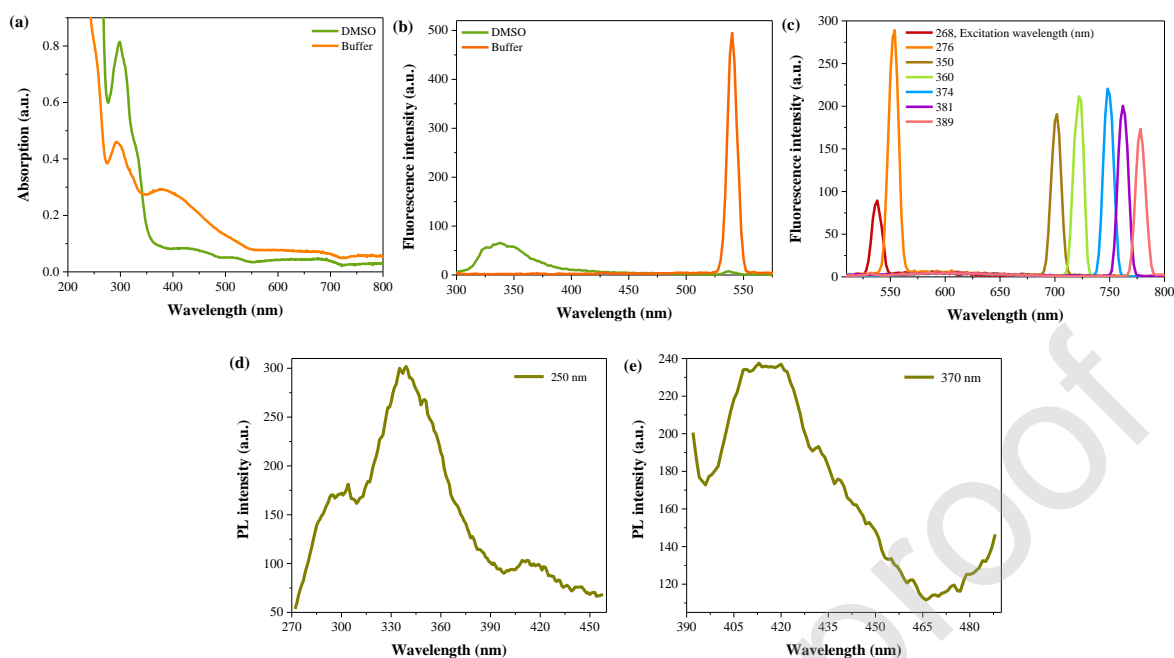 (a)
DMSO
Buffer
0.8
0.6
0.4
0.2
0.0
200 300 400 500 600 700 800
Absorption (a.u.)
Wavelength (nm)
(b)
DMSO
Buffer
500
400
300
200
100
0
300 350 400 450 500 550
Fluorescence intensity (a.u.)
Wavelength (nm)
(c)
268, Excitation wavelength (nm)
276
350
360
374
381
389
300
250
200
150
100
50
0
550 600 650 700 750 800
Fluorescence intensity (a.u.)
Wavelength (nm)
(d)
250 nm
300
250
200
150
100
50
270 300 330 360 390 420 450
PL intensity (a.u.)
Wavelength (nm)
(e)
370 nm
240
220
200
180
160
140
120
390 405 420 435 450 465 480
PL intensity (a.u.)
Wavelength (nm)
proof